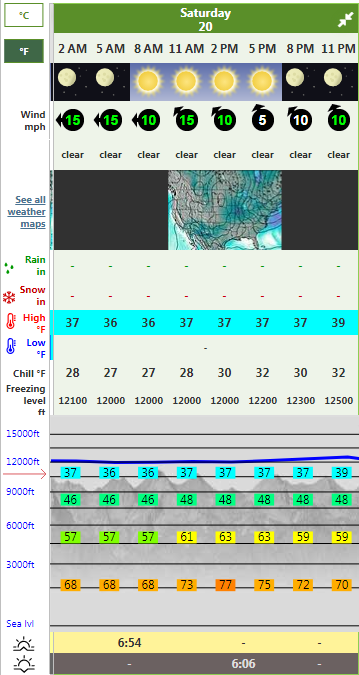 °C
Saturday
20
°F
2 AM 5 AM 8 AM 11 AM 2 PM 5 PM 8 PM 11 PM
Wind
mph
15 15 10 15 10 5 10 10
clear clear clear clear clear clear clear clear
See all
weather
maps
Rain
in
- - - - - - - -
Snow
in
- - - - - - - -
High
°F
37 36 36 37 37 37 37 39
Low
°F
-
Chill °F
28 27 27 28 30 32 30 32
Freezing
level
ft
12100 12000 12000 12000 12000 12200 12300 12500
15000ft
12000ft
37 36 36 37 37 37 37 39
9000ft
46 46 46 48 48 48 48 48
6000ft
57 57 57 61 63 63 59 59
3000ft
68 68 68 73 77 75 72 70
Sea lvl
6:54 - -
- 6:06 -